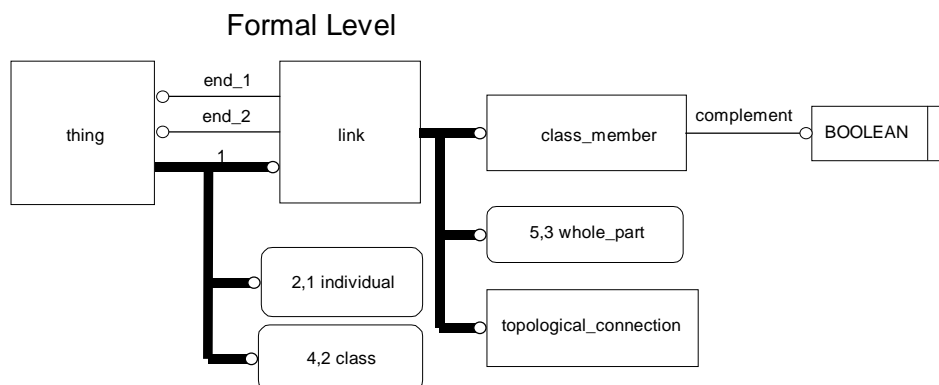 Formal Level
end_1
end_2
thing
1
link
class_member
complement
BOOLEAN
5,3 whole_part
2,1 individual
topological_connection
4,2 class